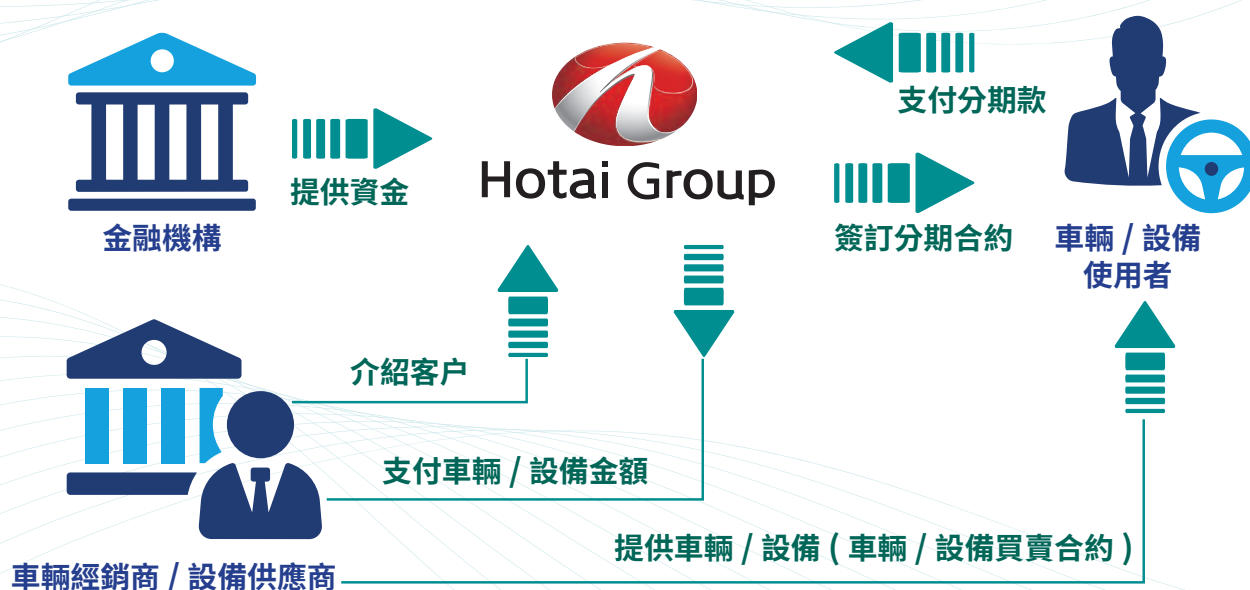 支付分期款
Hotai Group
提供資金
金融機構
簽訂分期合約
車輛 / 設備
使用者
介紹客戶
支付車輛 / 設備金額
提供車輛 / 設備 ( 車輛 / 設備買賣合約 )
車輛經銷商 / 設備供應商